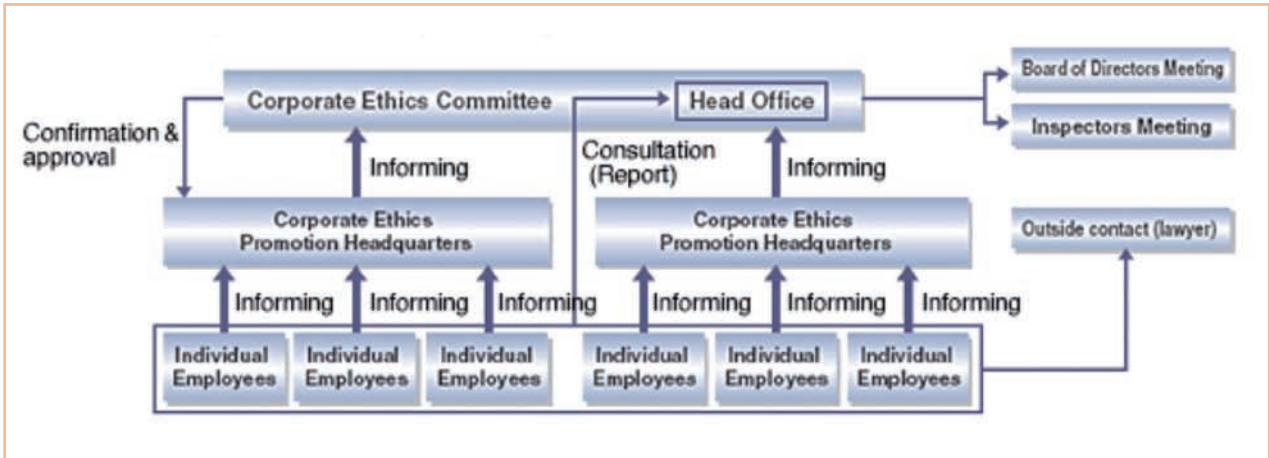 Board of Directors Meeting
Corporate Ethics Committee
Head Office
Inspectors Meeting
Confirmation &
approval
Informing
Consultation
(Report)
Informing
Corporate Ethics
Promotion Headquarters
Corporate Ethics
Promotion Headquarters
Outside contact (lawyer)
Informing
Informing
Informing
Informing
Informing
Informing
Individual
Employees
Individual
Employees
Individual
Employees
Individual
Employees
Individual
Employees
Individual
Employees